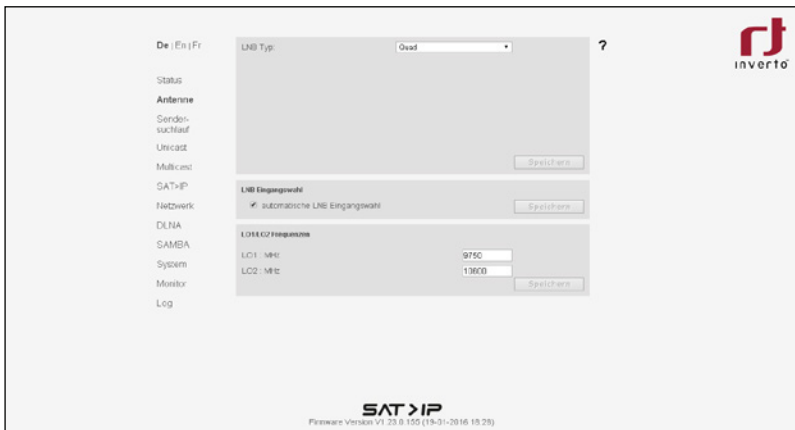 De | En | Fr
Status
Antenne
Sender-
suchlauf
Unicast
Multicast
SAT>IP
Netzwerk
DLNA
SAMBA
System
Monitor
Log
LNB Typ:
Quad
?
Speichern
LNB Eingangswahl
automatische LNB Eingangswahl
Speichern
LO1/LO2 Frequenzen
LO1: MHz
9750
LO2: MHz
10600
Speichern
inverto
SAT>IP
Firmware Version V1.23.0.155 (19-01-2016 18:28)